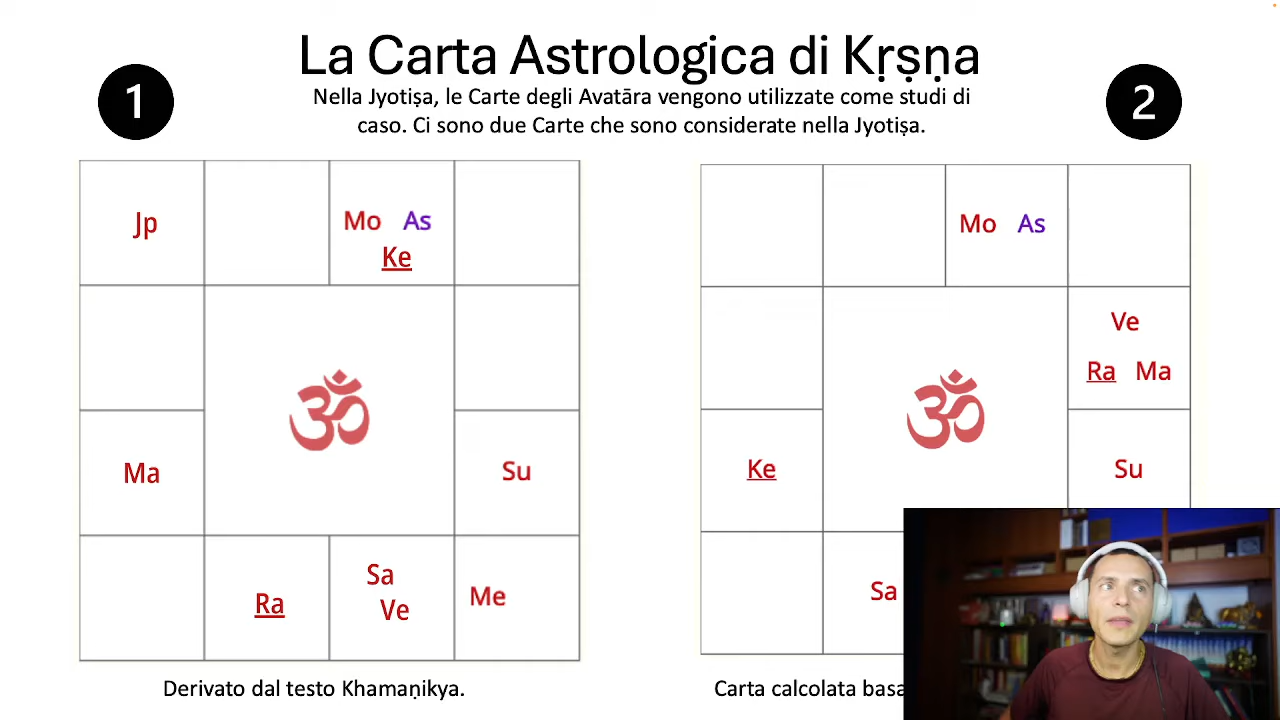 La Carta Astrologica di Kṛṣṇa
Nella Jyotiṣa, le Carte degli Avatāra vengono utilizzate come studi di
caso. Ci sono due Carte che sono considerate nella Jyotiṣa.
1
2
Jp
Mo As
Ke
Ma
Su
Ra
Sa
Ve
Me
ॐ
Derivato dal testo Khamaṇikya.
Mo As
Ve
Ra Ma
Ke
Su
Sa
ॐ
Carta calcolata